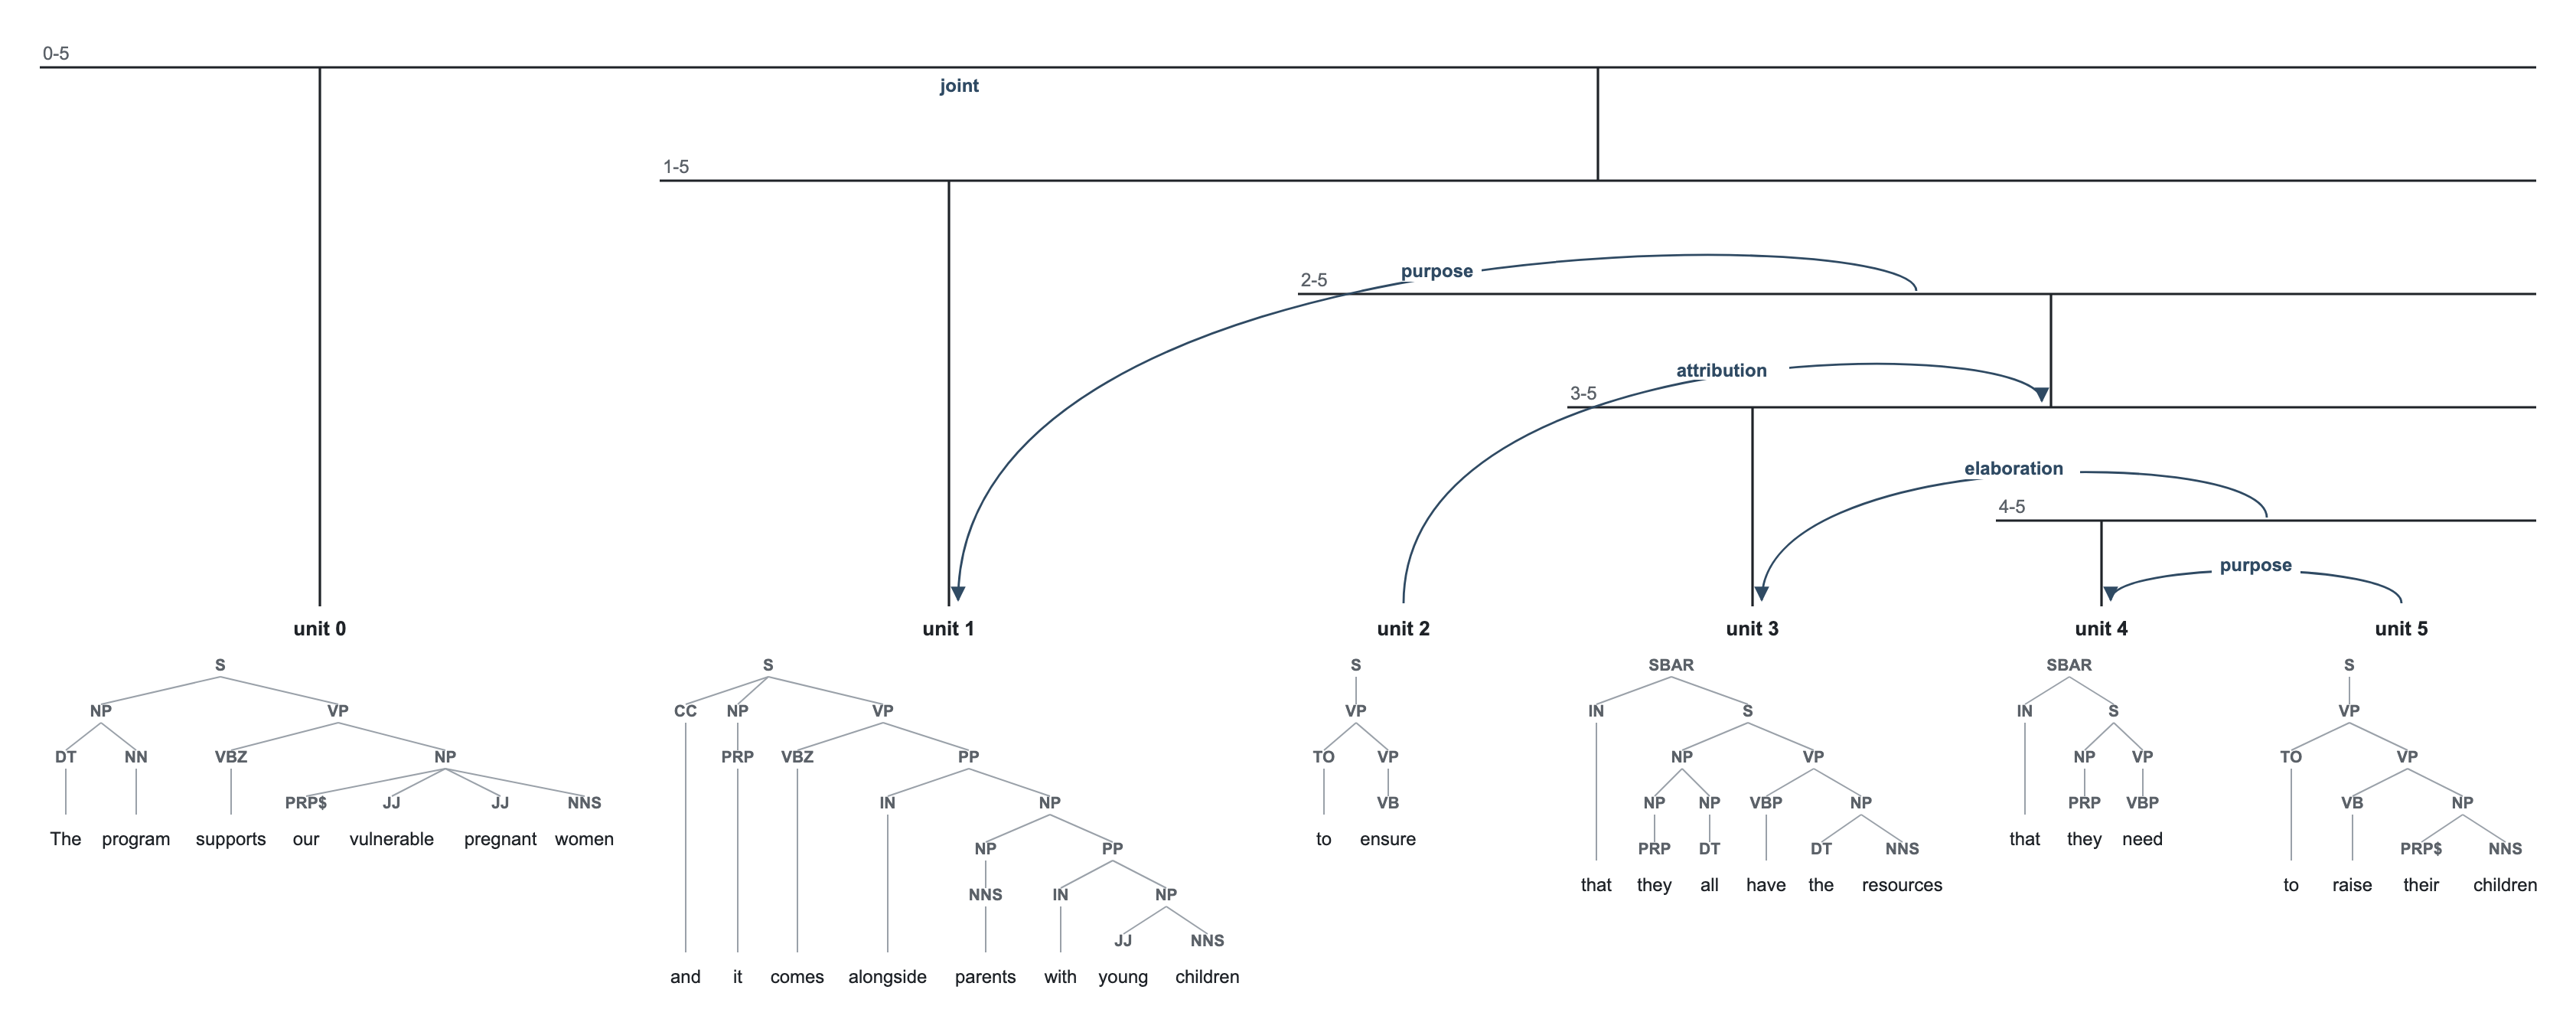 0-5
joint
1-5
purpose
2-5
attribution
3-5
elaboration
4-5
purpose
unit 0 unit 1 unit 2 unit 3 unit 4 unit 5
S S S SBAR SBAR S
NP VP CC NP VP VP IN S IN S VP
DT NN VBZ NP PRP VBZ PP TO VP NP VP NP VP TO VP
PRP$ JJ JJ NNS IN NP VB NP NP VBP NP PRP VBP VB NP
The program supports our vulnerable pregnant women to ensure that they need
NP PP PRP DT DT NNS PRP$ NNS
that they all have the resources to raise their children
NNS IN NP
JJ NNS
and it comes alongside parents with young children